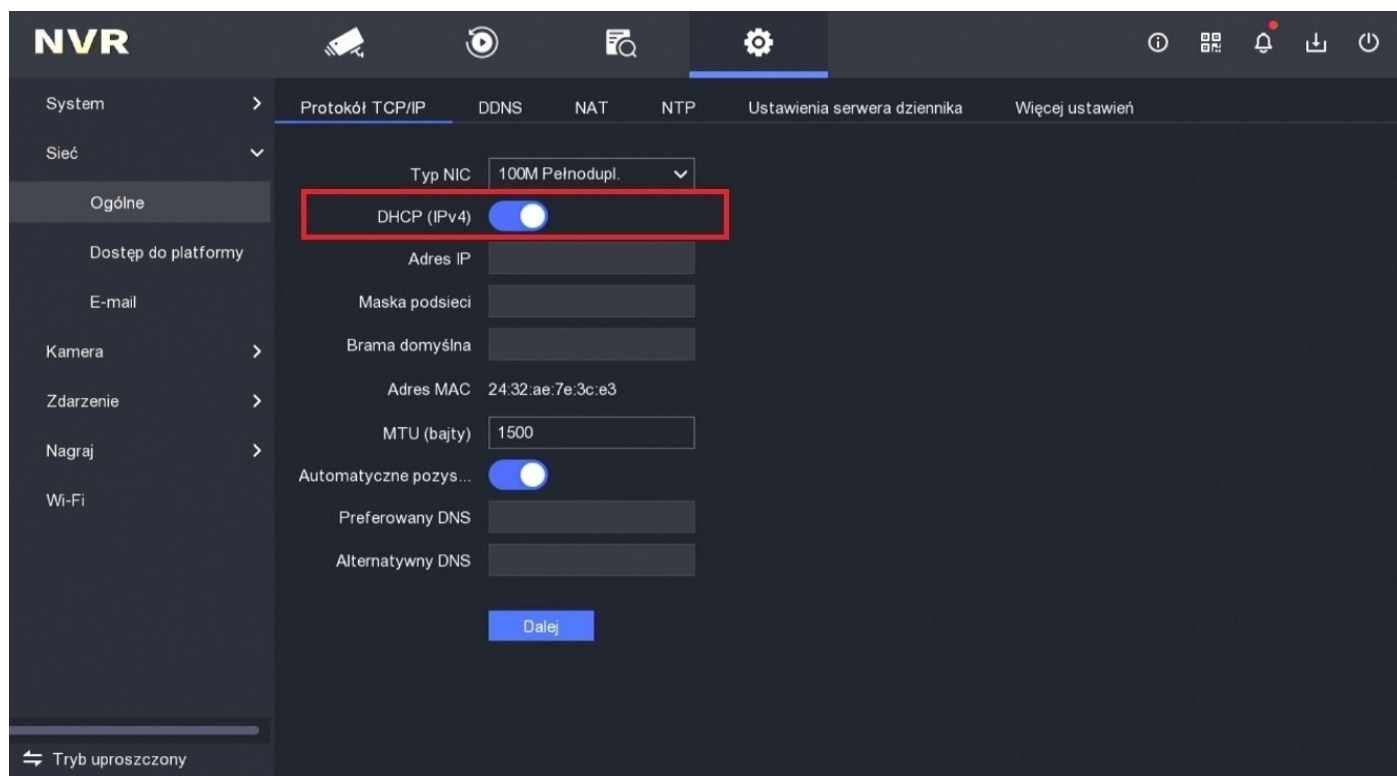 NVR
System
Sieć
Ogólne
Dostęp do platformy
E-mail
Kamera
Zdarzenie
Nagraj
Wi-Fi
Tryb uproszczony
Protokół TCP/IP DDNS NAT NTP Ustawienia serwera dziennika Więcej ustawień
Typ NIC 100M Pełnodupl.
DHCP (IPv4)
Adres IP
Maska podsieci
Brama domyślna
Adres MAC 24:32:ae:7e:3c:e3
MTU (bajty) 1500
Automatyczne pozys...
Preferowany DNS
Alternatywny DNS
Dalej